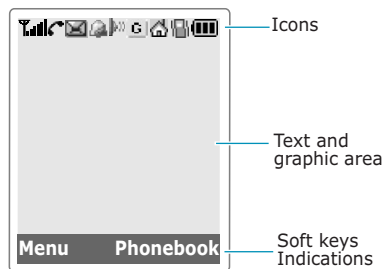 G
Icons
Text and
graphic area
Menu Phonebook
Soft keys
Indications